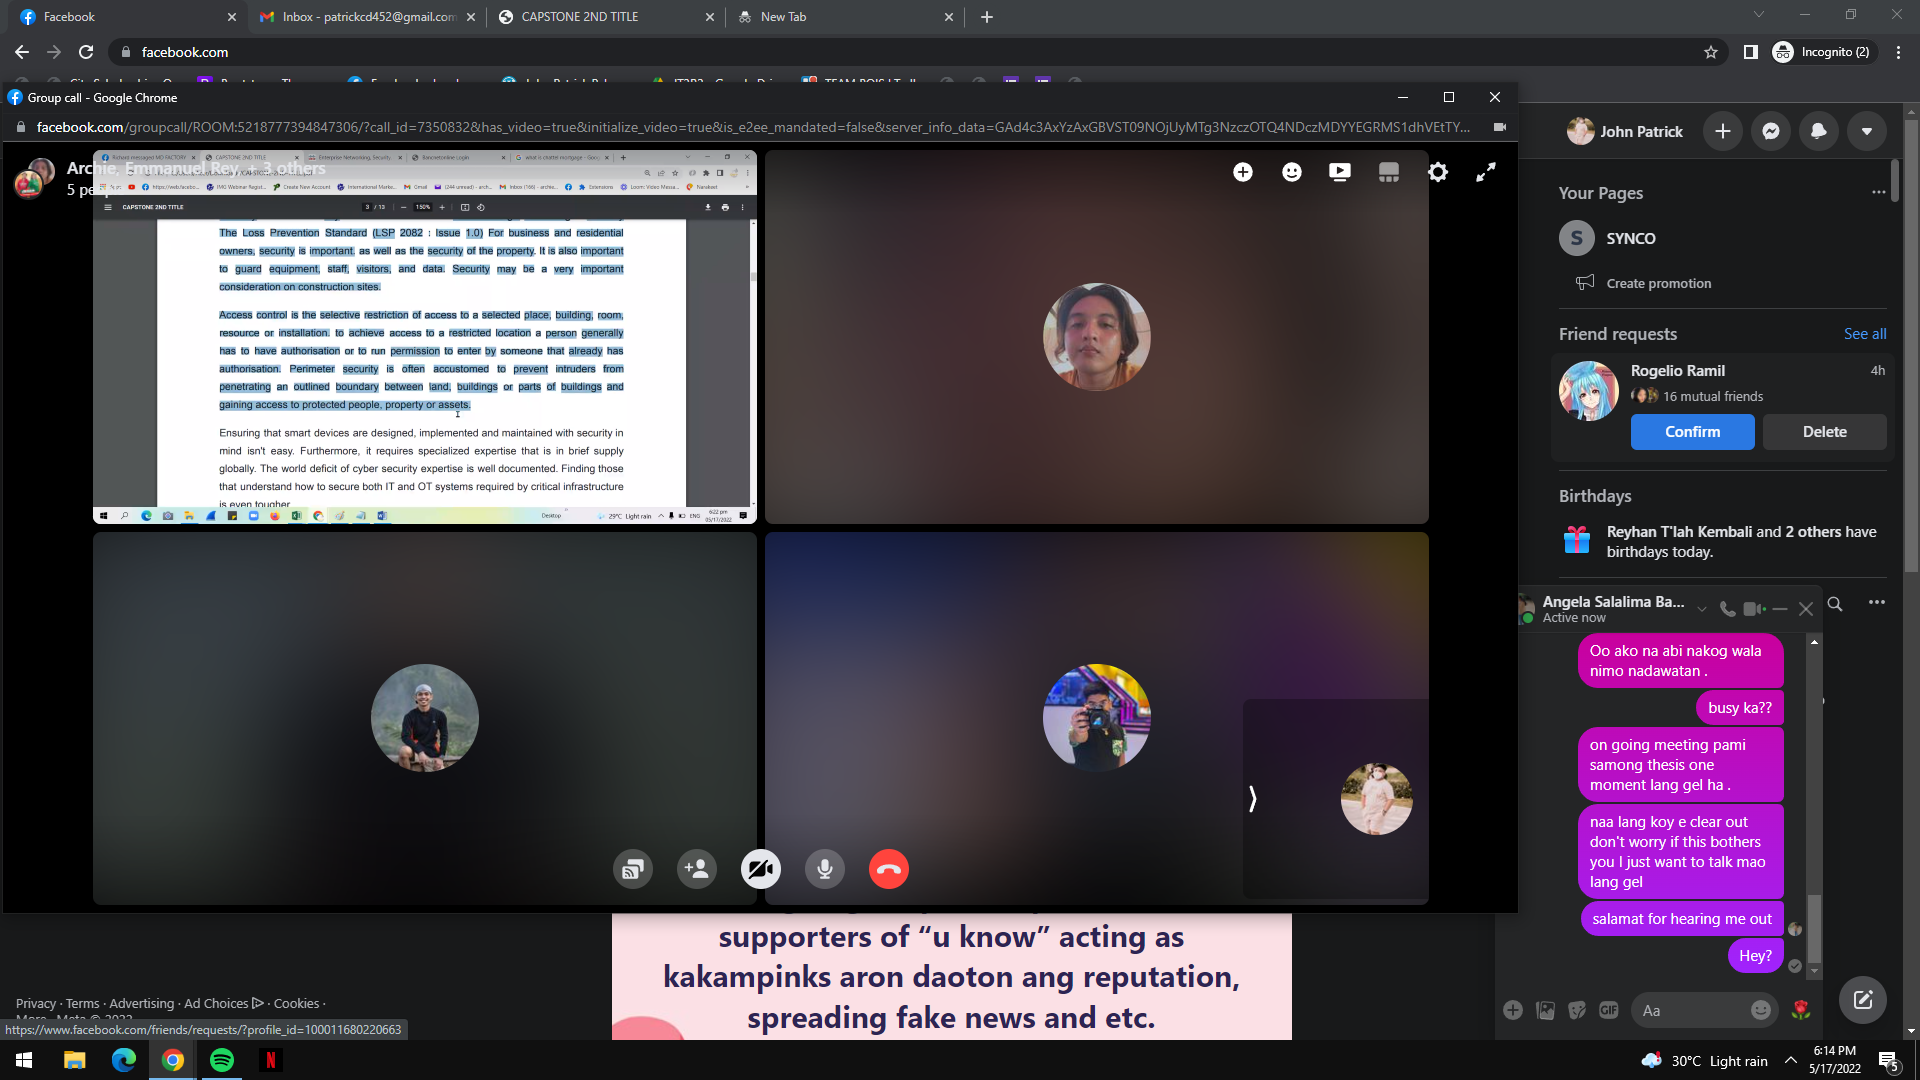 Facebook
Inbox - patrickcd452@gmail.com
CAPSTONE 2ND TITLE
New Tab
facebook.com
Incognito (2)
Group call - Google Chrome
facebook.com/groupcall/ROOM:5218777394847306/?call_id=7350832&has_video=true&initialize_video=true&is_e2ee_mandated=false&server_info_data=GAd4c3AxYzAxGBVST09NOjUyMTg3NzczOTQ4NDczMDYYEGRMS1dhVEtTY...
Archie, Emmanuel Rey, + 3 others
CAPSTONE 2ND TITLE
3 / 13
150%
The Loss Prevention Standard (LSP 2082 : Issue 1.0) For business and residential
owners, security is important, as well as the security of the property. It is also important
to guard equipment, staff, visitors, and data. Security may be a very important
consideration on construction sites.
Access control is the selective restriction of access to a selected place, building, room,
resource or installation. to achieve access to a restricted location a person generally
has to have authorisation or to run permission to enter by someone that already has
authorisation. Perimeter security is often accustomed to prevent intruders from
penetrating an outlined boundary between land, buildings or parts of buildings and
gaining access to protected people, property or assets.
Ensuring that smart devices are designed, implemented and maintained with security in
mind isn't easy. Furthermore, it requires specialized expertise that is in brief supply
globally. The world deficit of cyber security expertise is well documented. Finding those
that understand how to secure both IT and OT systems required by critical infrastructure
is even tougher
Desktop
29°C Light rain
ENG
6:22 pm
05/17/2022
John Patrick
Your Pages
S
SYNCO
Create promotion
Friend requests
See all
Rogelio Ramil
4h
16 mutual friends
Confirm
Delete
Birthdays
Reyhan T'lah Kembali and 2 others have
birthdays today.
Angela Salalima Ba...
Active now
Oo ako na abi nakog wala
nimo nadawatan .
busy ka??
on going meeting pami
samong thesis one
moment lang gel ha .
naa lang koy e clear out
don't worry if this bothers
you I just want to talk mao
lang gel
salamat for hearing me out
Hey?
GIF
Aa
supporters of “u know” acting as
kakampinks aron daoton ang reputation,
spreading fake news and etc.
Privacy · Terms · Advertising · Ad Choices · Cookies ·
https://www.facebook.com/friends/requests/?profile_id=100011680220663
30°C Light rain
6:14 PM
5/17/2022
5